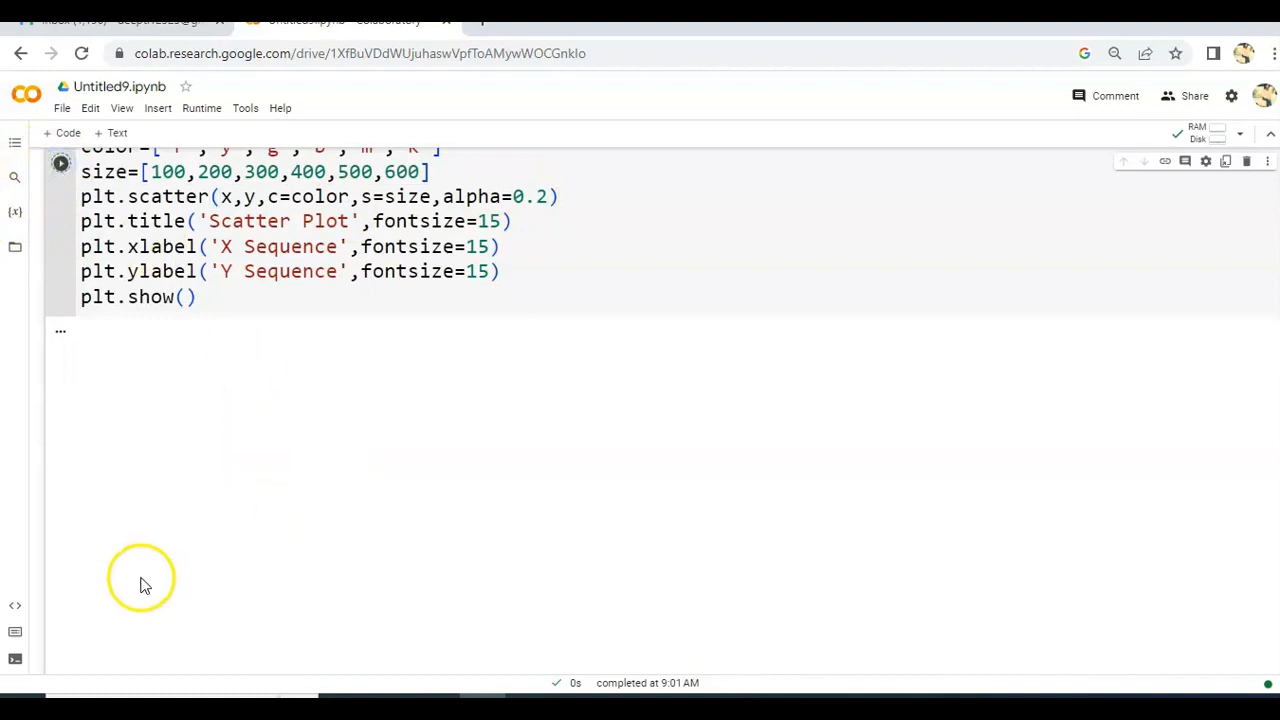 colab.research.google.com/drive/1XfBuVDdWUjuhaswVpfToAMywWOCGnkIo
Untitled9.ipynb
File Edit View Insert Runtime Tools Help
Comment
Share
+ Code + Text
RAM
Disk
size=[100,200,300,400,500,600]
plt.scatter(x,y,c=color,s=size,alpha=0.2)
plt.title('Scatter Plot',fontsize=15)
plt.xlabel('X Sequence',fontsize=15)
plt.ylabel('Y Sequence',fontsize=15)
plt.show()
...
0s completed at 9:01 AM